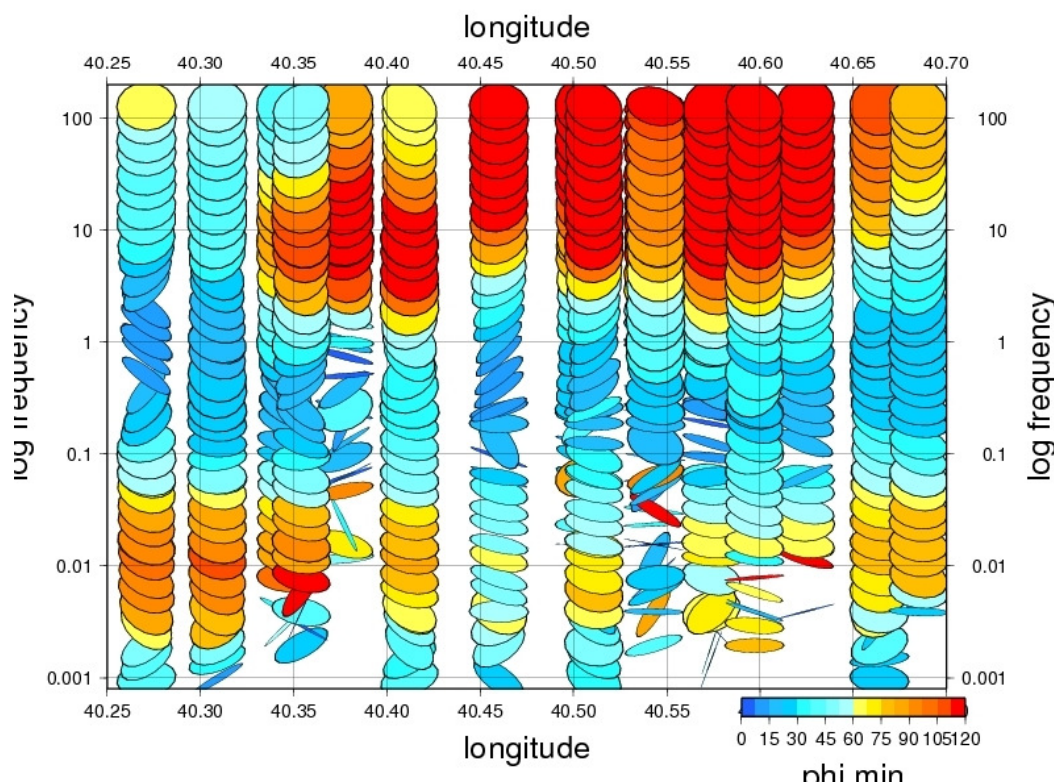 longitude
40.25 40.30 40.35 40.40 40.45 40.50 40.55 40.60 40.65 40.70
100 100
10 10
1 1
0.1 0.1
0.01 0.01
0.001 0.001
log frequency
log frequency
40.25 40.30 40.35 40.40 40.45 40.50 40.55
longitude
0 15 30 45 60 75 90 105 120
phi min